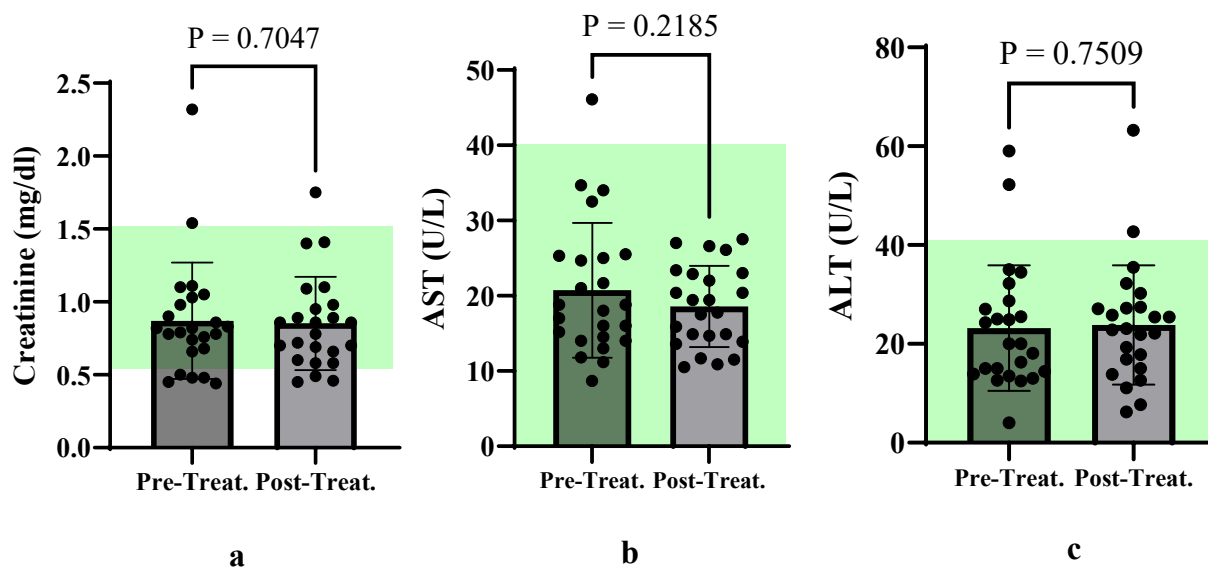 P = 0.7047
Creatinine (mg/dl)
2.5
2.0
1.5
1.0
0.5
0.0
Pre-Treat. Post-Treat.
a
P = 0.2185
AST (U/L)
50
40
30
20
10
0
Pre-Treat. Post-Treat.
b
P = 0.7509
ALT (U/L)
80
60
40
20
0
Pre-Treat. Post-Treat.
c